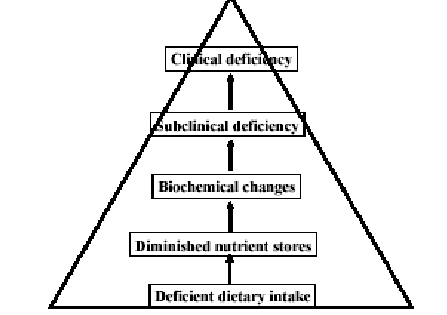 Clinical deficiency
Subclinical deficiency
Biochemical changes
Diminished nutrient stores
Deficient dietary intake